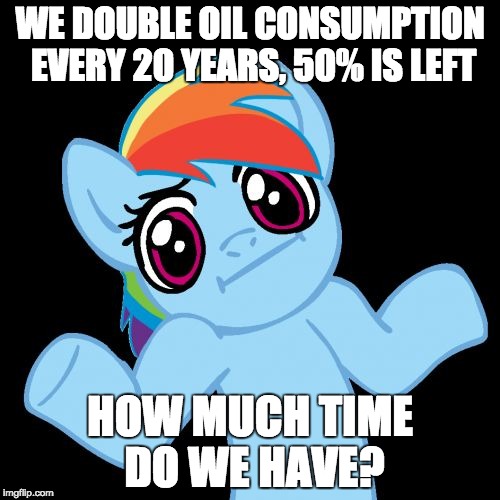 WE DOUBLE OIL CONSUMPTION
EVERY 20 YEARS, 50% IS LEFT
HOW MUCH TIME
DO WE HAVE?
imgflip.com